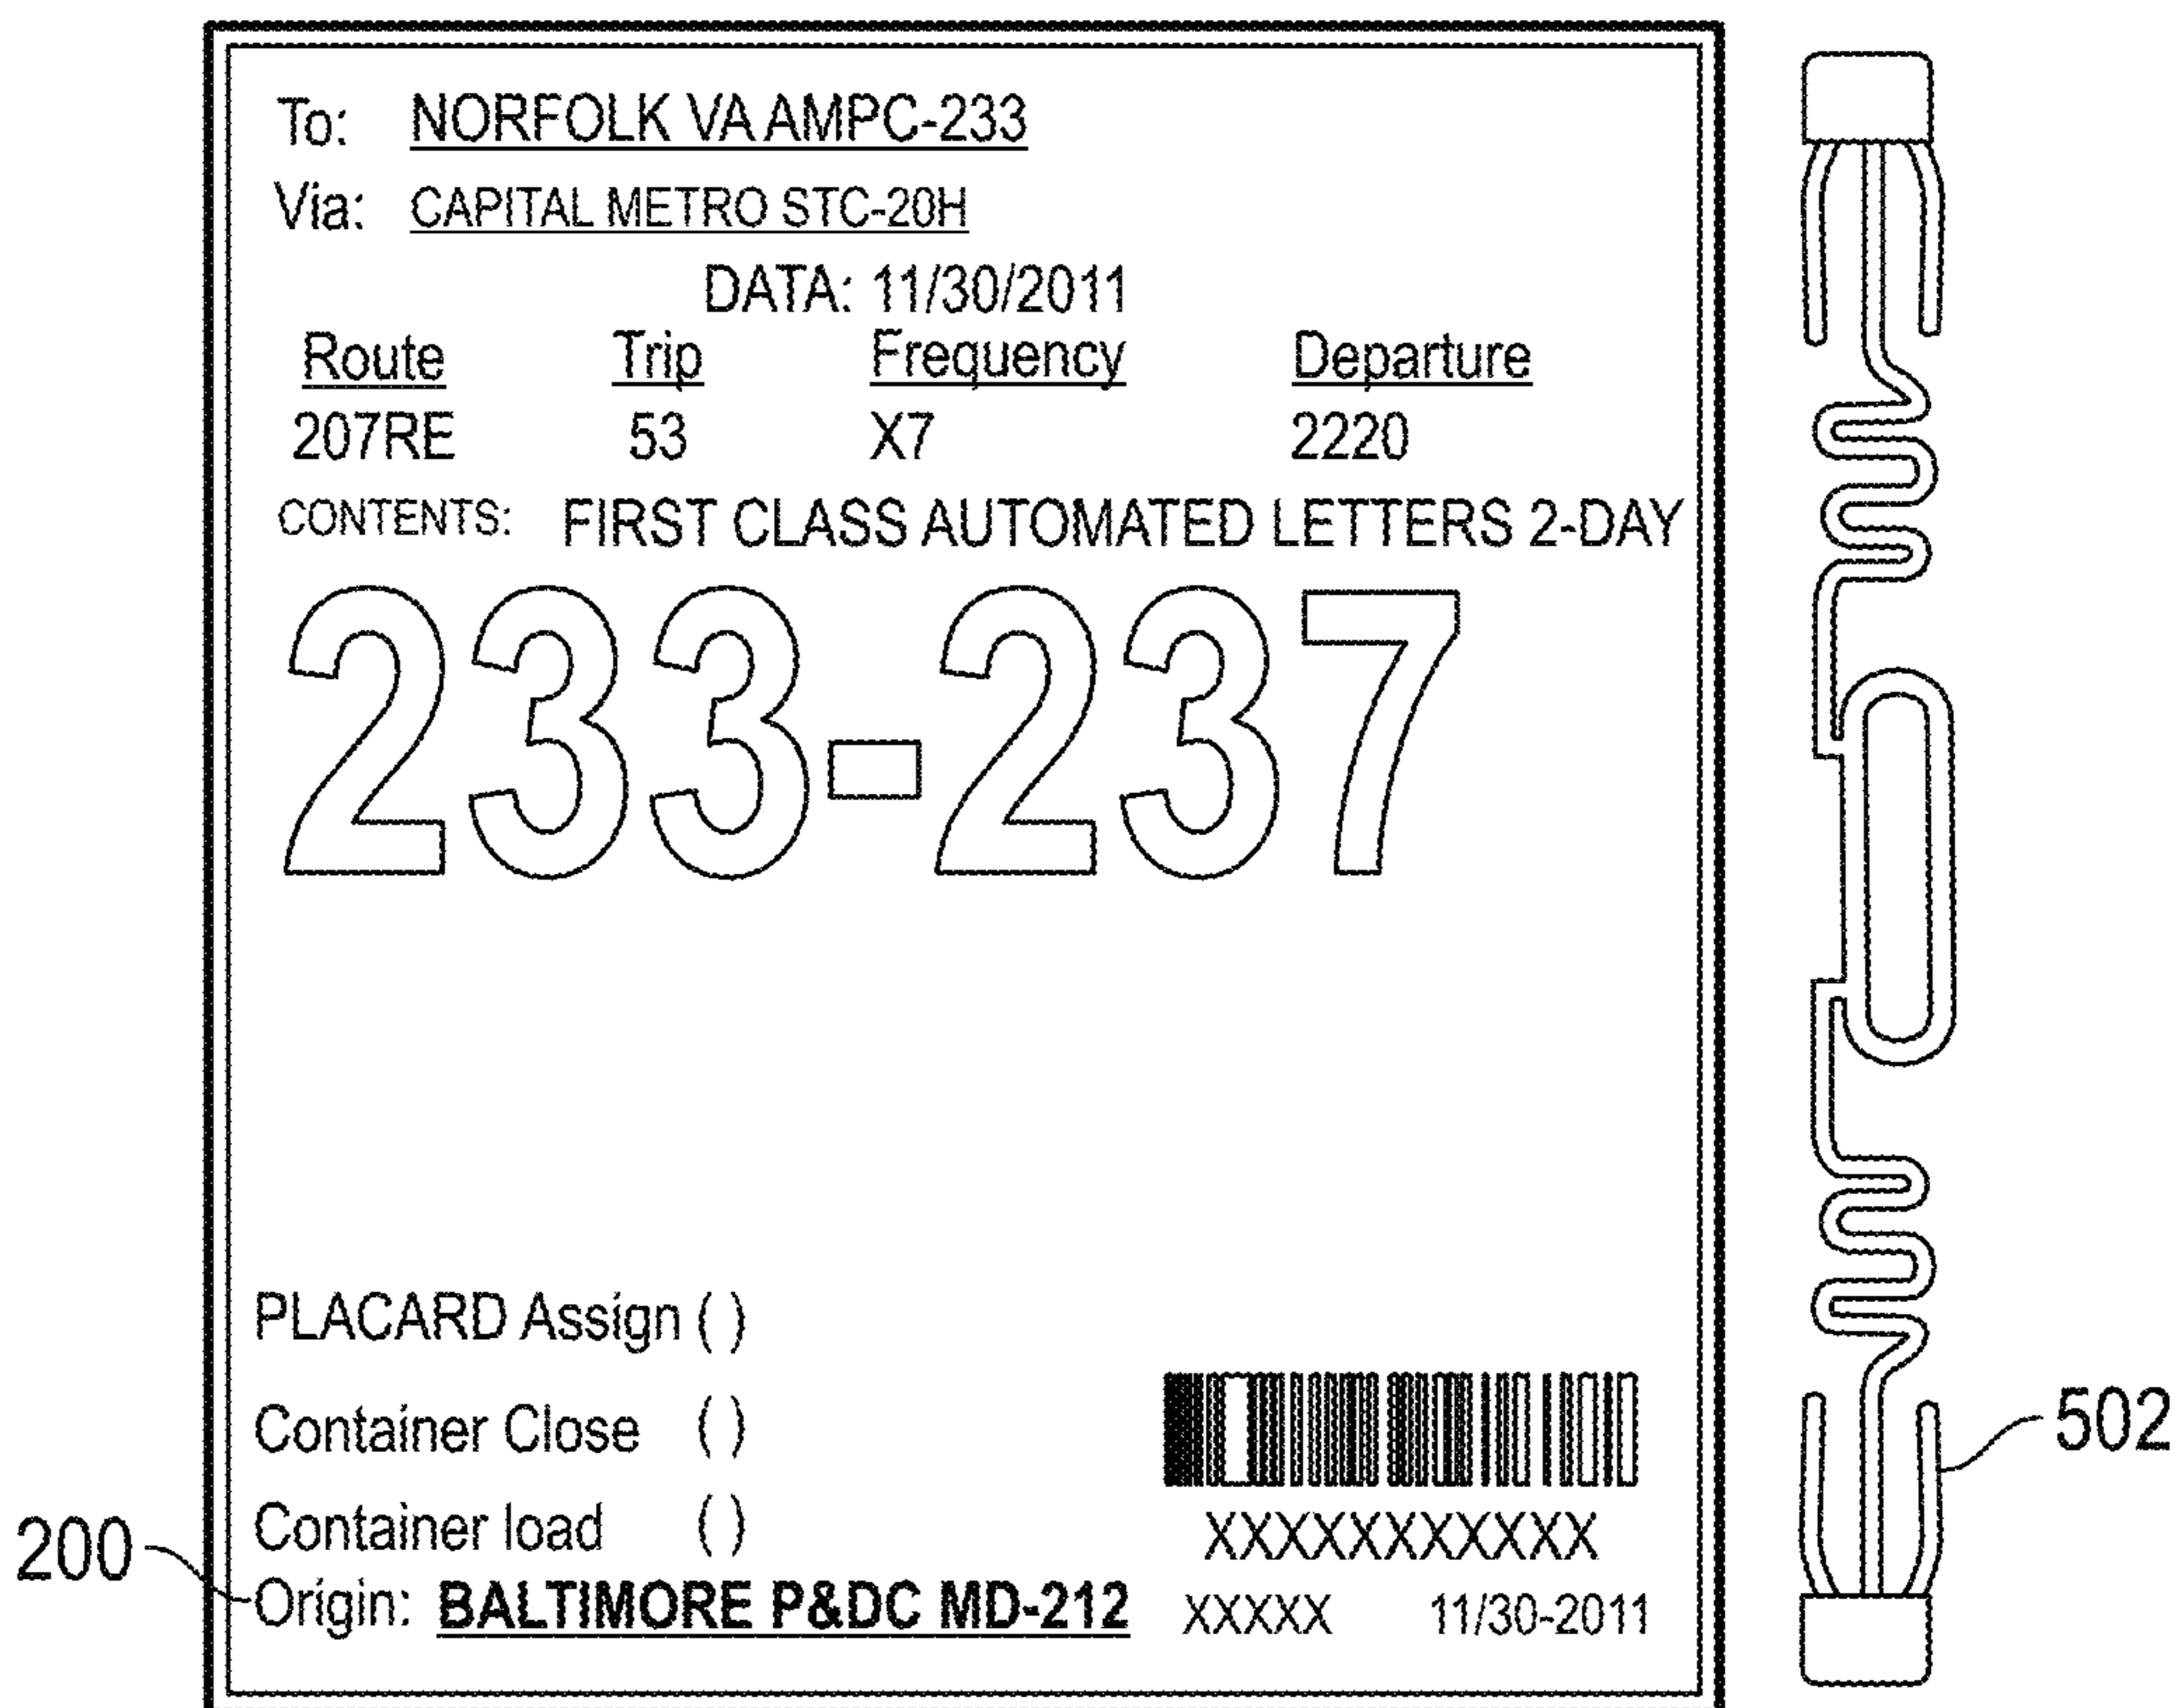 To: NORFOLK VA AMPC-233
Via: CAPITAL METRO STC-20H
DATA: 11/30/2011
Route Trip Frequency Departure
207RE 53 X7 2220
CONTENTS: FIRST CLASS AUTOMATED LETTERS 2-DAY
233-237
PLACARD Assign ( )
Container Close ( )
502
Container load ( ) XXXXXXXXXXX
200
Origin: BALTIMORE P&DC MD-212 XXXXX 11/30-2011